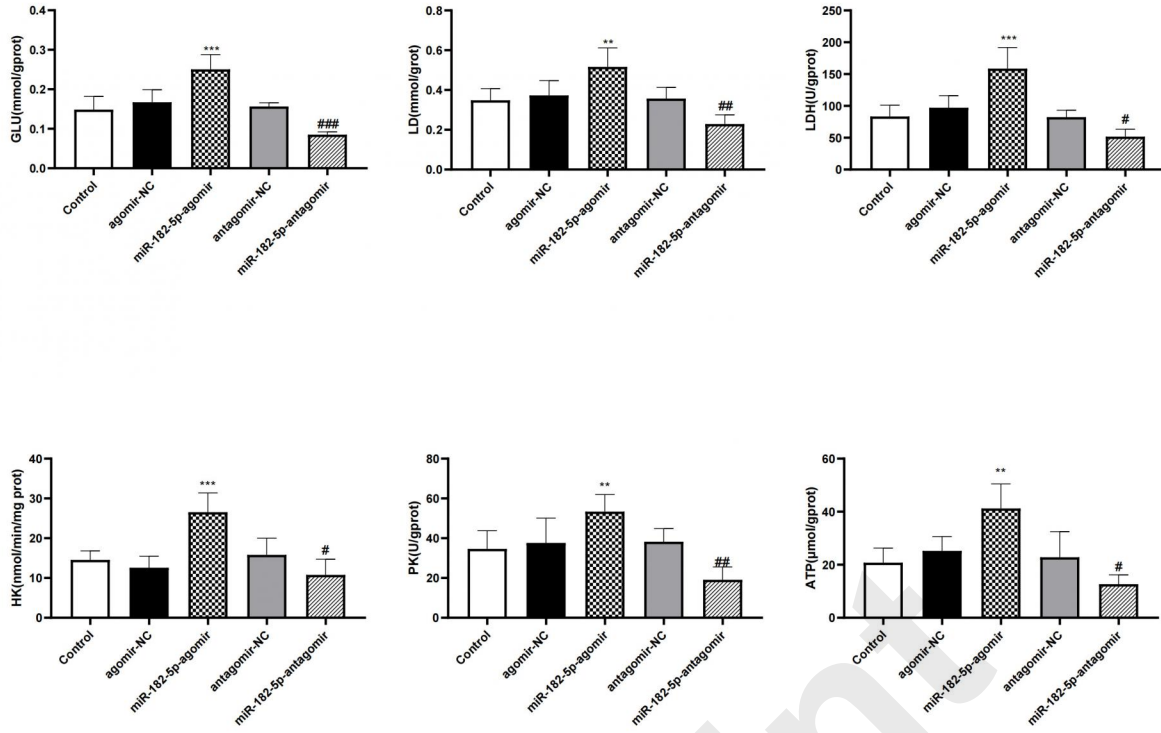 GLU(mmol/gprot)
0.4
0.3
0.2
0.1
0.0
***
###
Control
agomir-NC
miR-182-5p-agomir
antagomir-NC
miR-182-5p-antagomir
LD(mmol/grot)
0.8
0.6
0.4
0.2
0.0
**
##
Control
agomir-NC
miR-182-5p-agomir
antagomir-NC
miR-182-5p-antagomir
LDH(U/gprot)
250
200
150
100
50
0
***
#
Control
agomir-NC
miR-182-5p-agomir
antagomir-NC
miR-182-5p-antagomir
HK(nmol/min/mg prot)
40
30
20
10
0
***
#
Control
agomir-NC
miR-182-5p-agomir
antagomir-NC
miR-182-5p-antagomir
PK(U/gprot)
80
60
40
20
0
**
##
Control
agomir-NC
miR-182-5p-agomir
antagomir-NC
miR-182-5p-antagomir
ATP(μmol/gprot)
60
40
20
0
**
#
Control
agomir-NC
miR-182-5p-agomir
antagomir-NC
miR-182-5p-antagomir
int